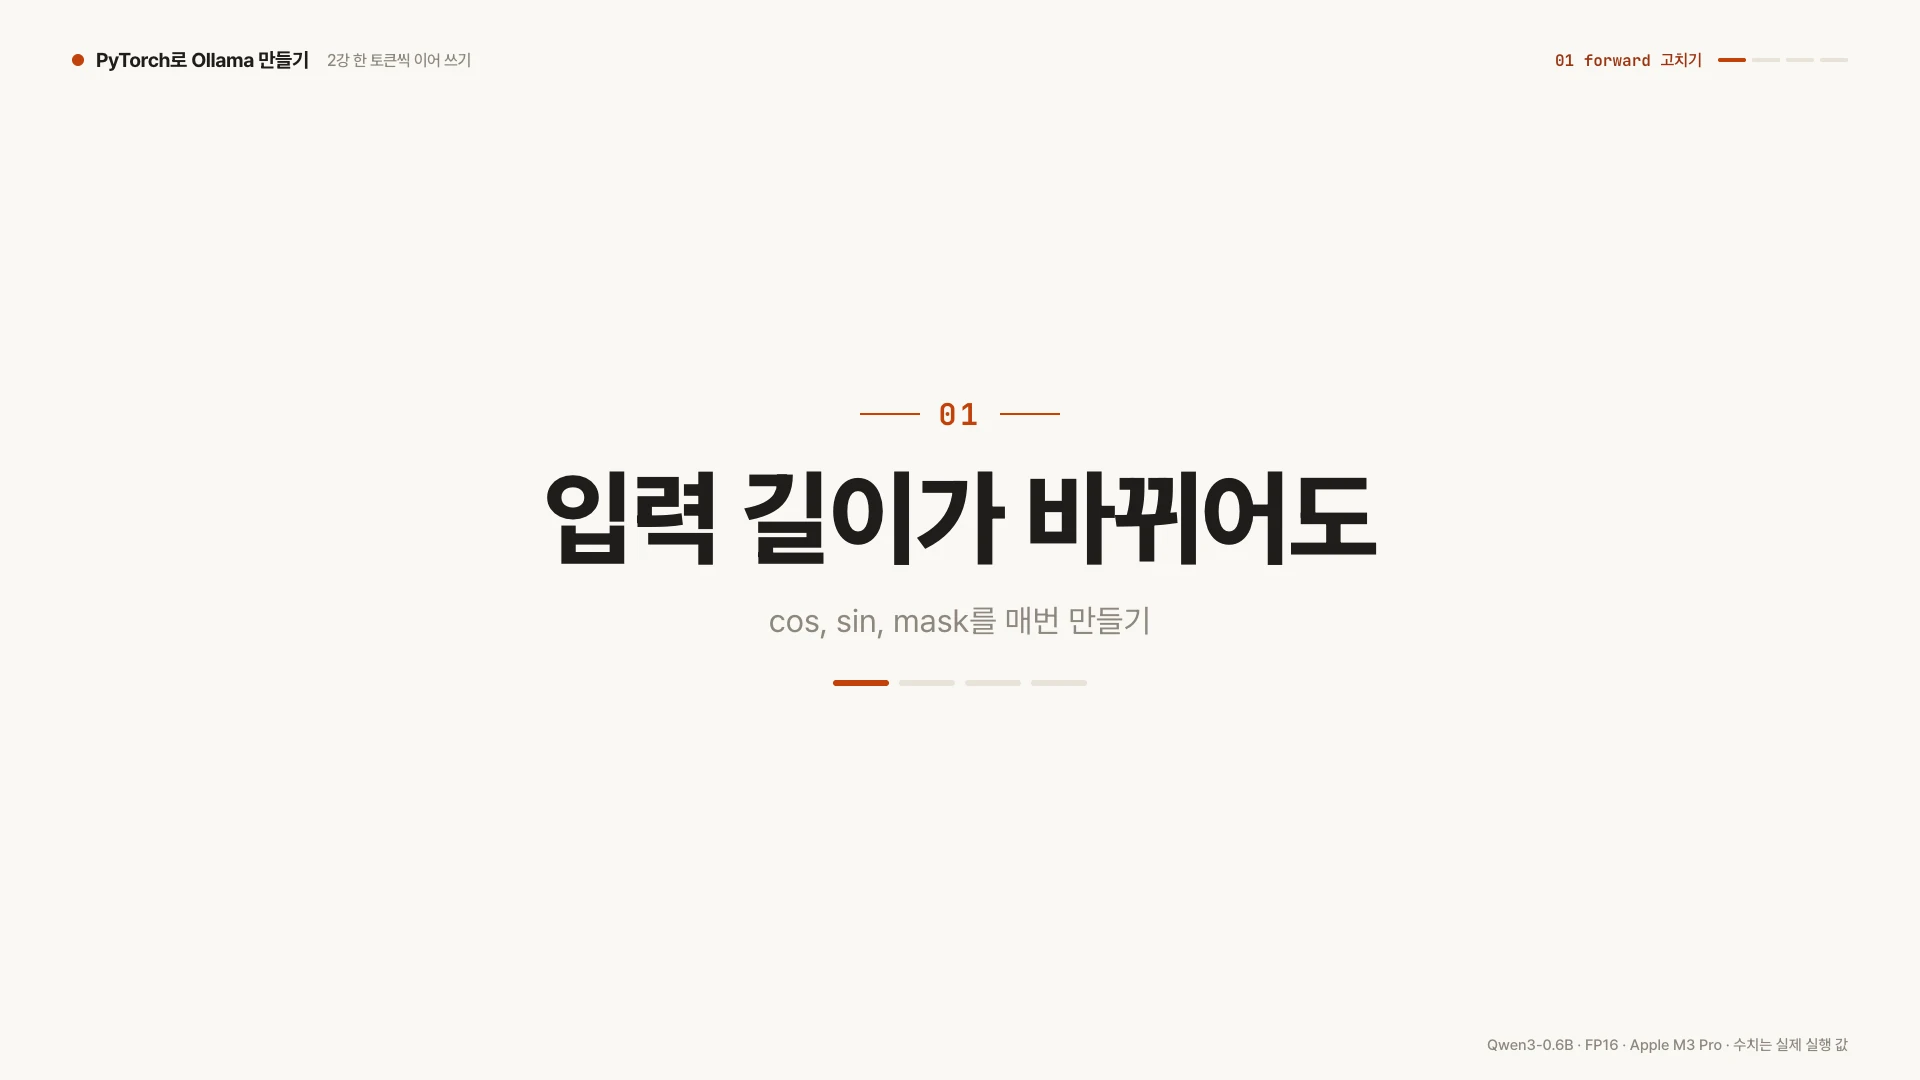 PyTorch로 Ollama 만들기 2강 한 토큰씩 이어 쓰기
01 forward 고치기
01
입력 길이가 바뀌어도
cos, sin, mask를 매번 만들기
Qwen3-0.6B · FP16 · Apple M3 Pro · 수치는 실제 실행 값